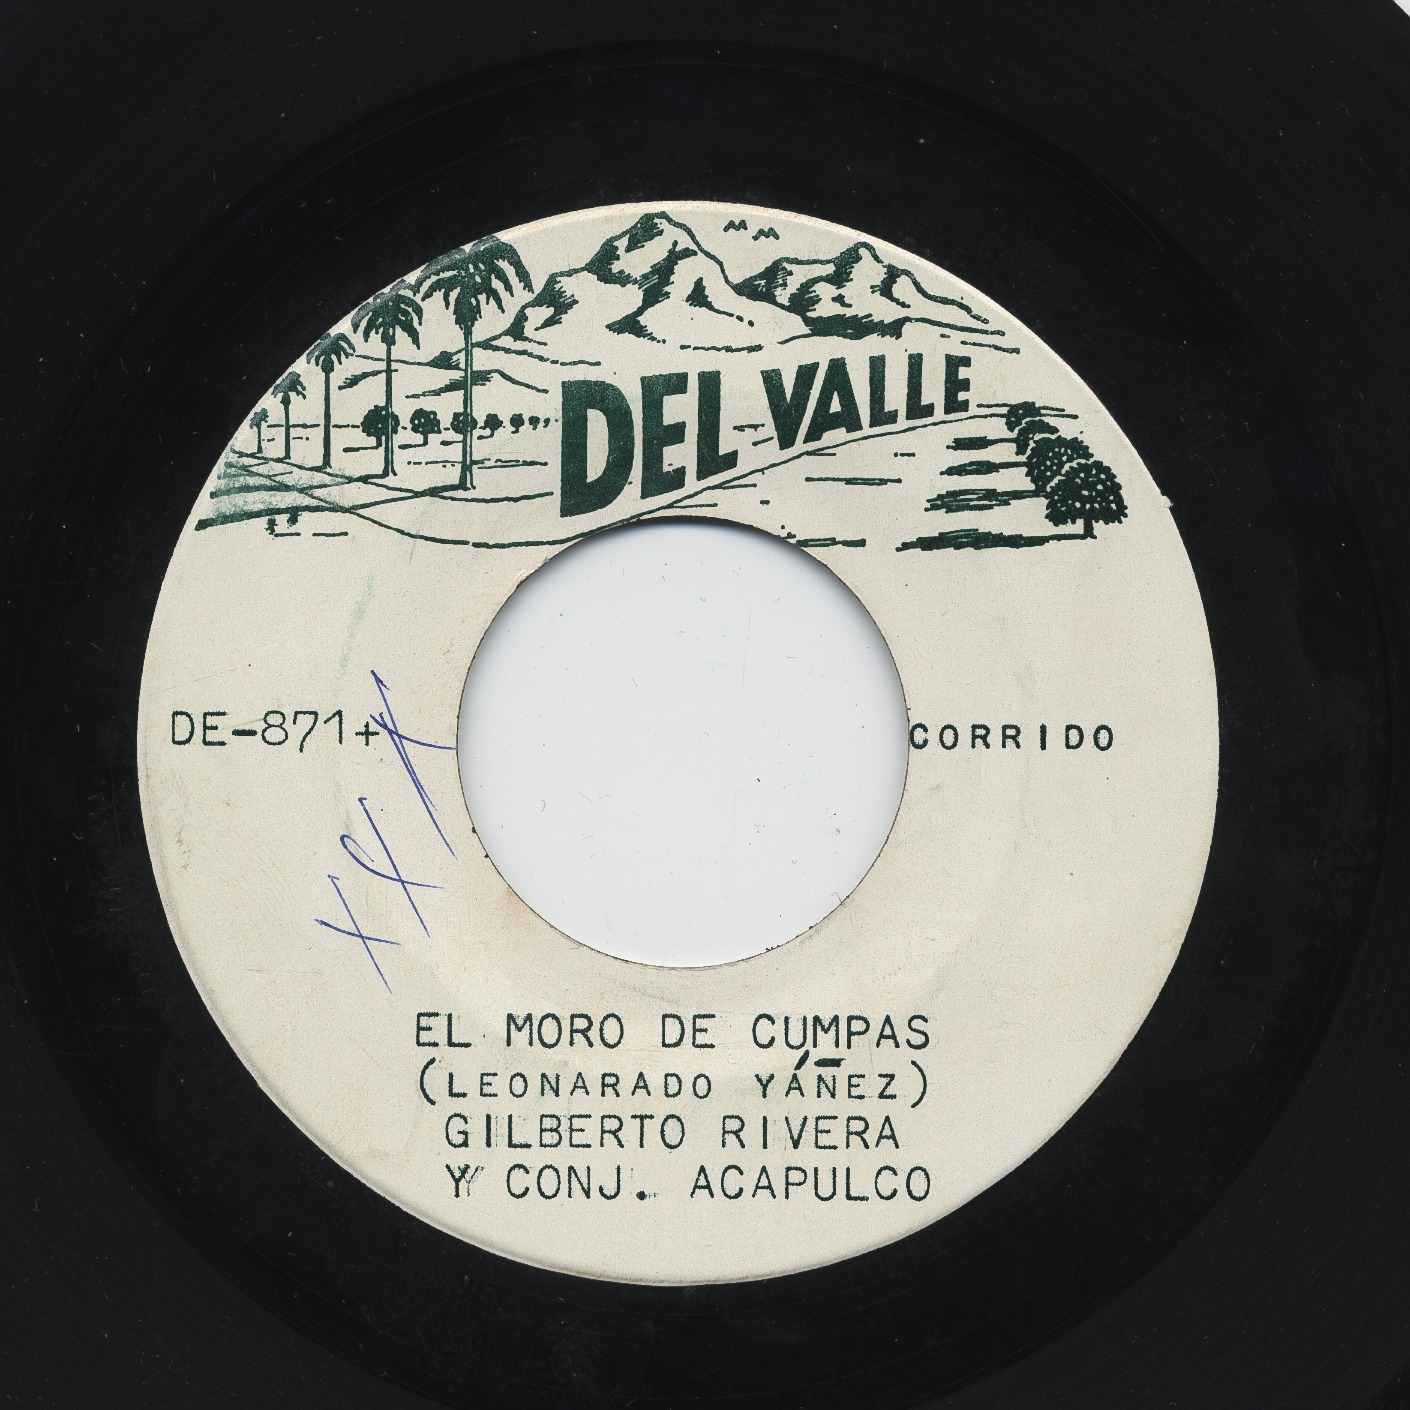 DEL VALLE
DE-871+
CORRIDO
EL MORO DE CUMPAS
(LEONARADO YÁÑEZ)
GILBERTO RIVERA
Y CONJ. ACAPULCO